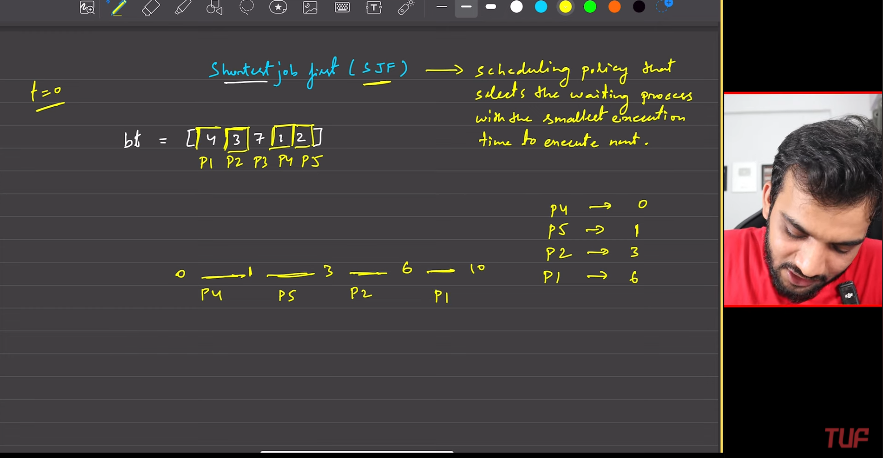 Shortest job first (SJF) → scheduling policy that
selects the waiting process
with the smallest execution
time to execute next.
t=0
bt = [4 3 7 1 2]
P1 P2 P3 P4 P5
P4 → 0
P5 → 1
P2 → 3
P1 → 6
0 1 3 6 10
P4 P5 P2 P1
TUF